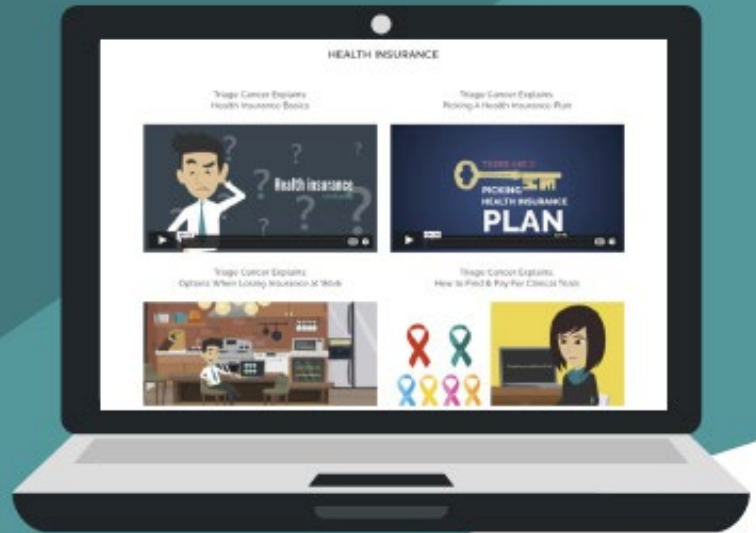 HEALTH INSURANCE
Triage Cancer Explains:
Health Insurance Basics
Triage Cancer Explains:
Picking A Health Insurance Plan
Health insurance
PICKING
HEALTH INSURANCE
PLAN
Triage Cancer Explains:
Options When Losing Insurance at Work
Triage Cancer Explains:
How to Find & Pay For Clinical Trials